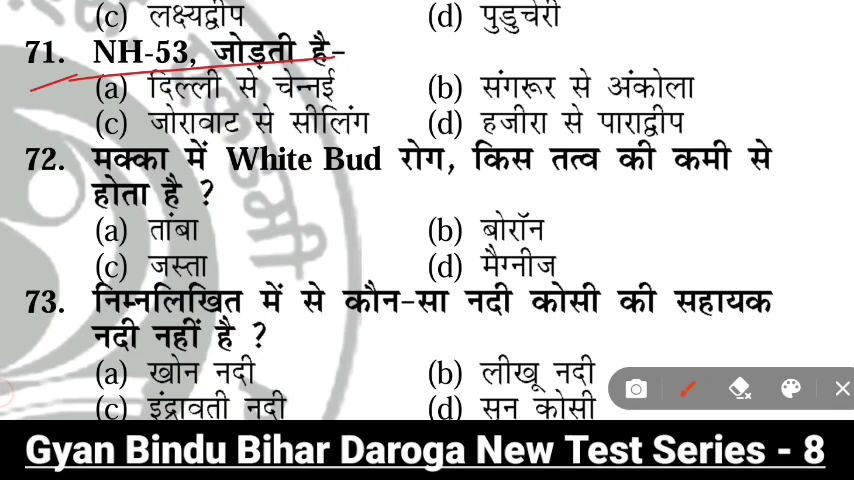 (c) लक्ष्यद्वीप (d) पुडुचेरी
71. NH-53, जोड़ती है-
(a) दिल्ली से चेन्नई (b) संगरूर से अंकोला
(c) जोरावाट से सीलिंग (d) हजीरा से पाराद्वीप
72. मक्का में White Bud रोग, किस तत्व की कमी से
होता है ?
(a) तांबा (b) बोरॉन
(c) जस्ता (d) मैग्नीज
73. निम्नलिखित में से कौन-सा नदी कोसी की सहायक
नदी नहीं है ?
(a) खोन नदी (b) लीखू नदी
(c) इंद्रावती नदी (d) सन कोसी
Gyan Bindu Bihar Daroga New Test Series - 8